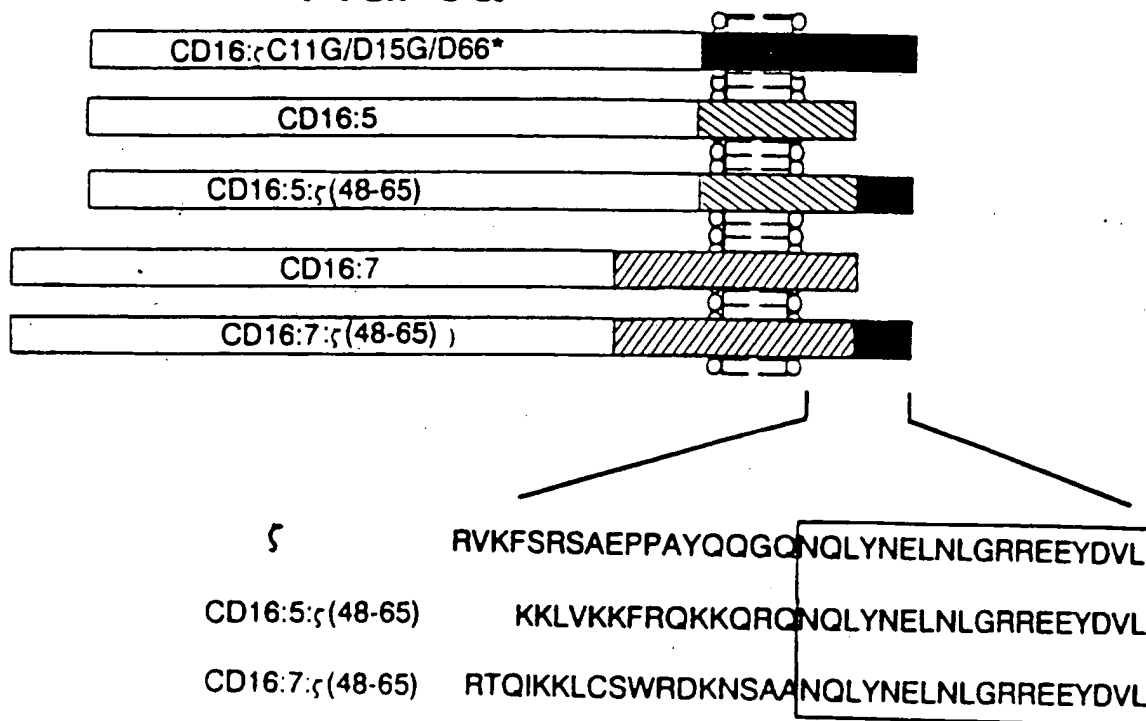 CD16:ζC11G/D15G/D66*
CD16:5
CD16:5:ζ(48-65)
CD16:7
CD16:7:ζ(48-65) )
ζ RVKFSRSAEPPAYQQGQNQLYNELNLGRREEYDVL
CD16:5:ζ(48-65) KKLVKKFRQKKQRQNQLYNELNLGRREEYDVL
CD16:7:ζ(48-65) RTQIKKLCSWRDKNSAANQLYNELNLGRREEYDVL